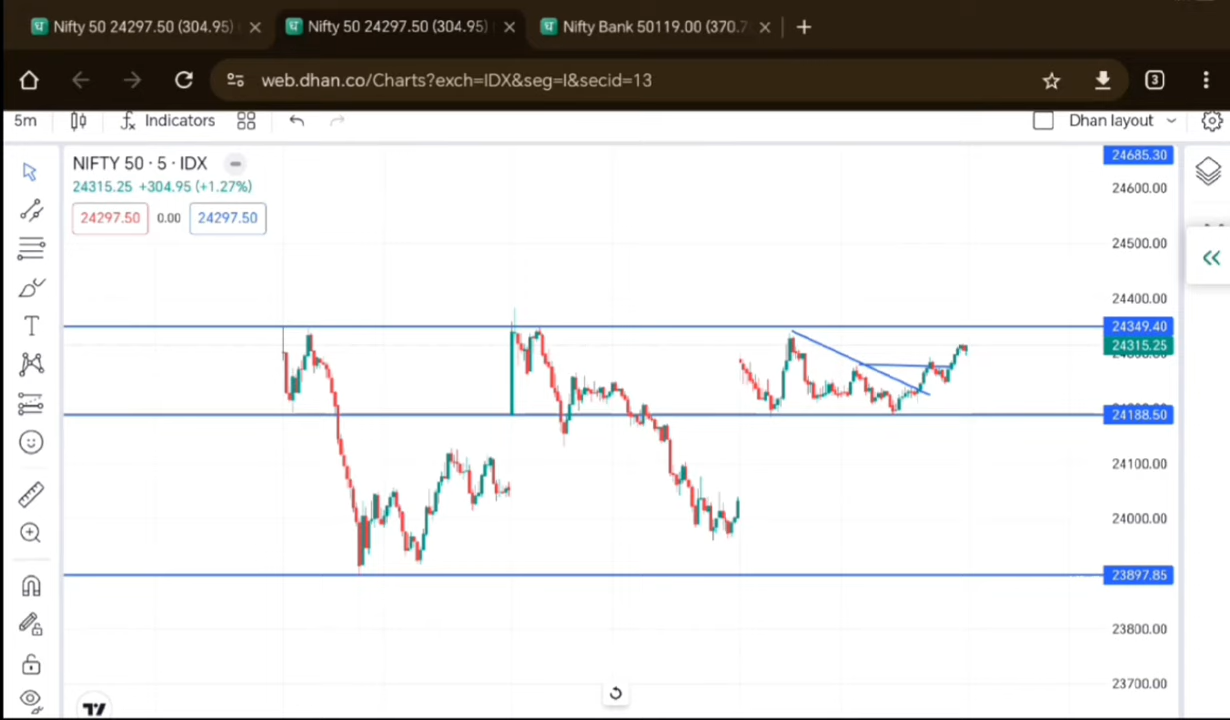 Nifty 50 24297.50 (304.95)
Nifty 50 24297.50 (304.95)
Nifty Bank 50119.00 (370.7
web.dhan.co/Charts?exch=IDX&seg=I&secid=13
3
5m
Indicators
Dhan layout
NIFTY 50 · 5 · IDX
24315.25 +304.95 (+1.27%)
24297.50 0.00 24297.50
24685.30
24600.00
24500.00
24400.00
24349.40
24315.25
24188.50
24100.00
24000.00
23897.85
23800.00
23700.00